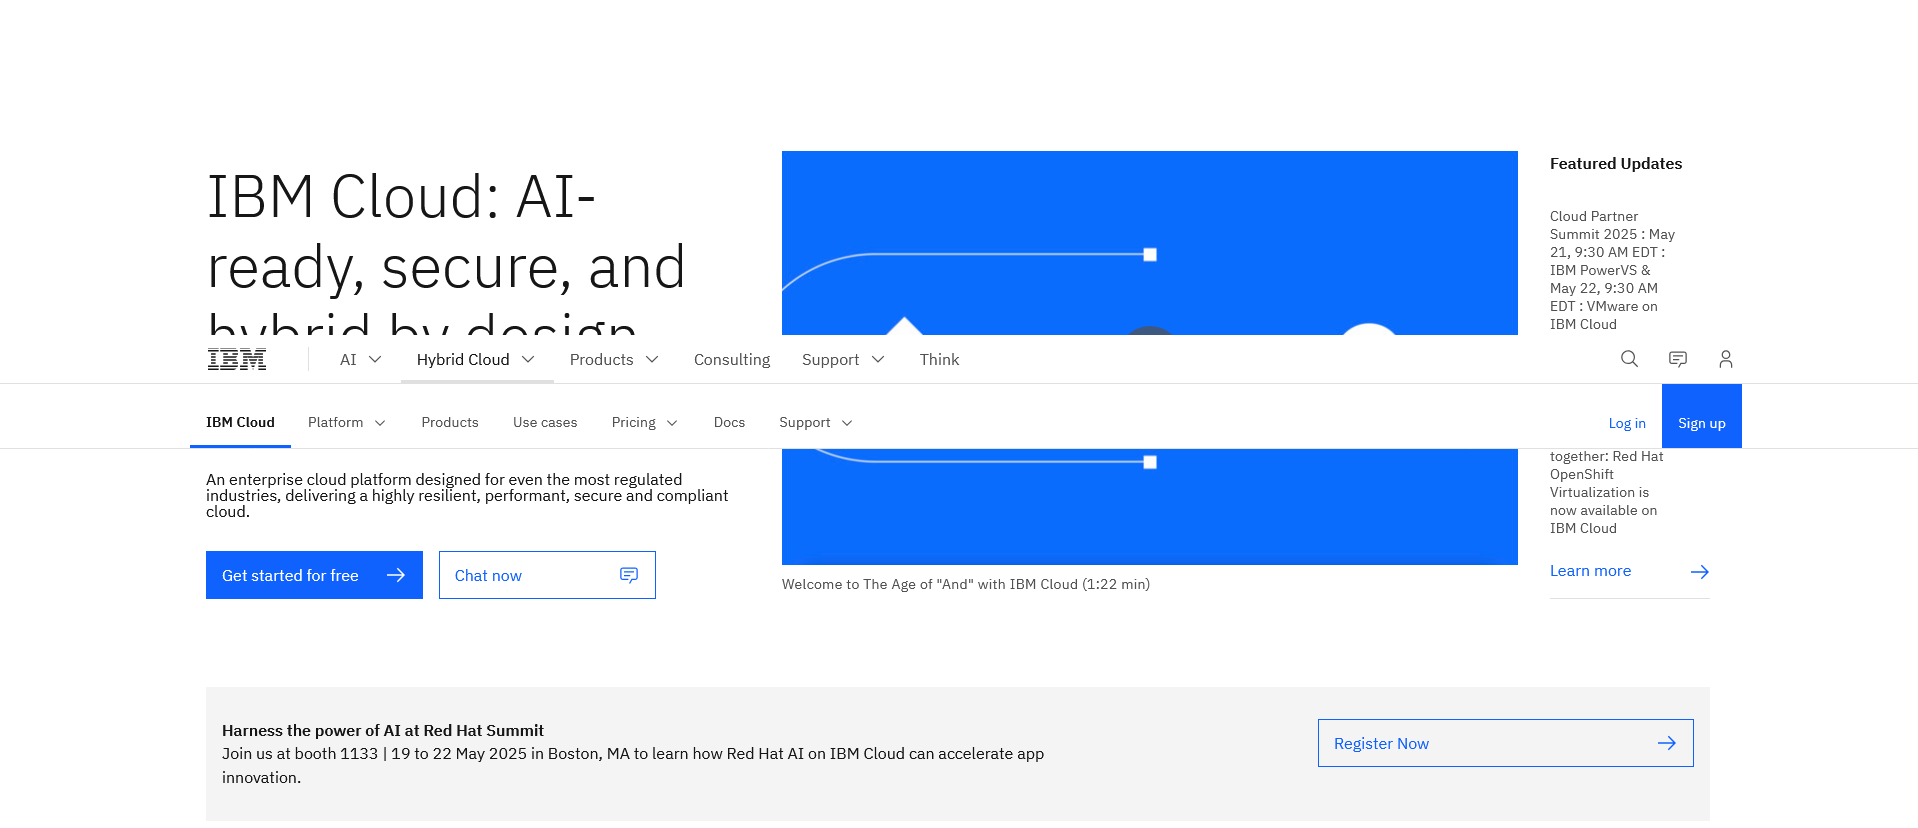 IBM Cloud: AI-
ready, secure, and
hybrid by design
Featured Updates
Cloud Partner
Summit 2025 : May
21, 9:30 AM EDT :
IBM PowerVS &
May 22, 9:30 AM
EDT : VMware on
IBM Cloud
IBM
AI
Hybrid Cloud
Products
Consulting
Support
Think
IBM Cloud
Platform
Products
Use cases
Pricing
Docs
Support
Log in
Sign up
An enterprise cloud platform designed for even the most regulated
industries, delivering a highly resilient, performant, secure and compliant
cloud.
Get started for free
Chat now
Welcome to The Age of "And" with IBM Cloud (1:22 min)
together: Red Hat
OpenShift
Virtualization is
now available on
IBM Cloud
Learn more
Harness the power of AI at Red Hat Summit
Join us at booth 1133 | 19 to 22 May 2025 in Boston, MA to learn how Red Hat AI on IBM Cloud can accelerate app
innovation.
Register Now